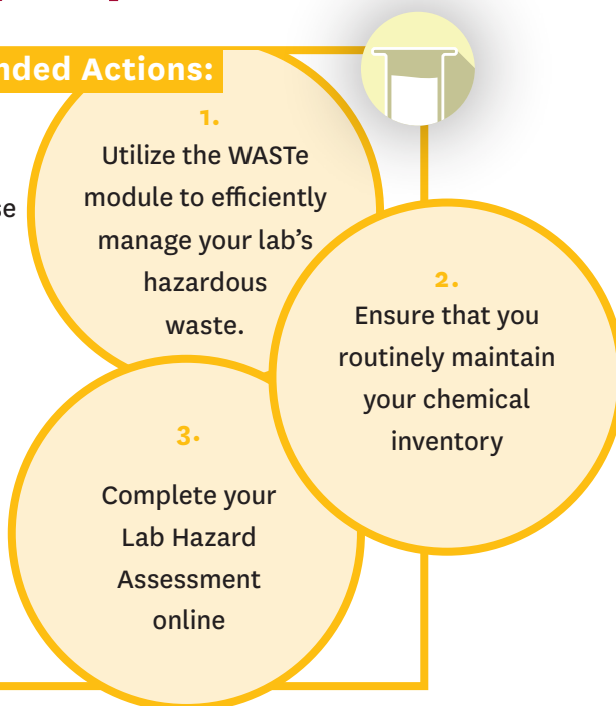 nded Actions:
1.
Utilize the WASTe
module to efficiently
manage your lab's
hazardous
waste.
se
2.
Ensure that you
routinely maintain
your chemical
inventory
3.
Complete your
Lab Hazard
Assessment
online